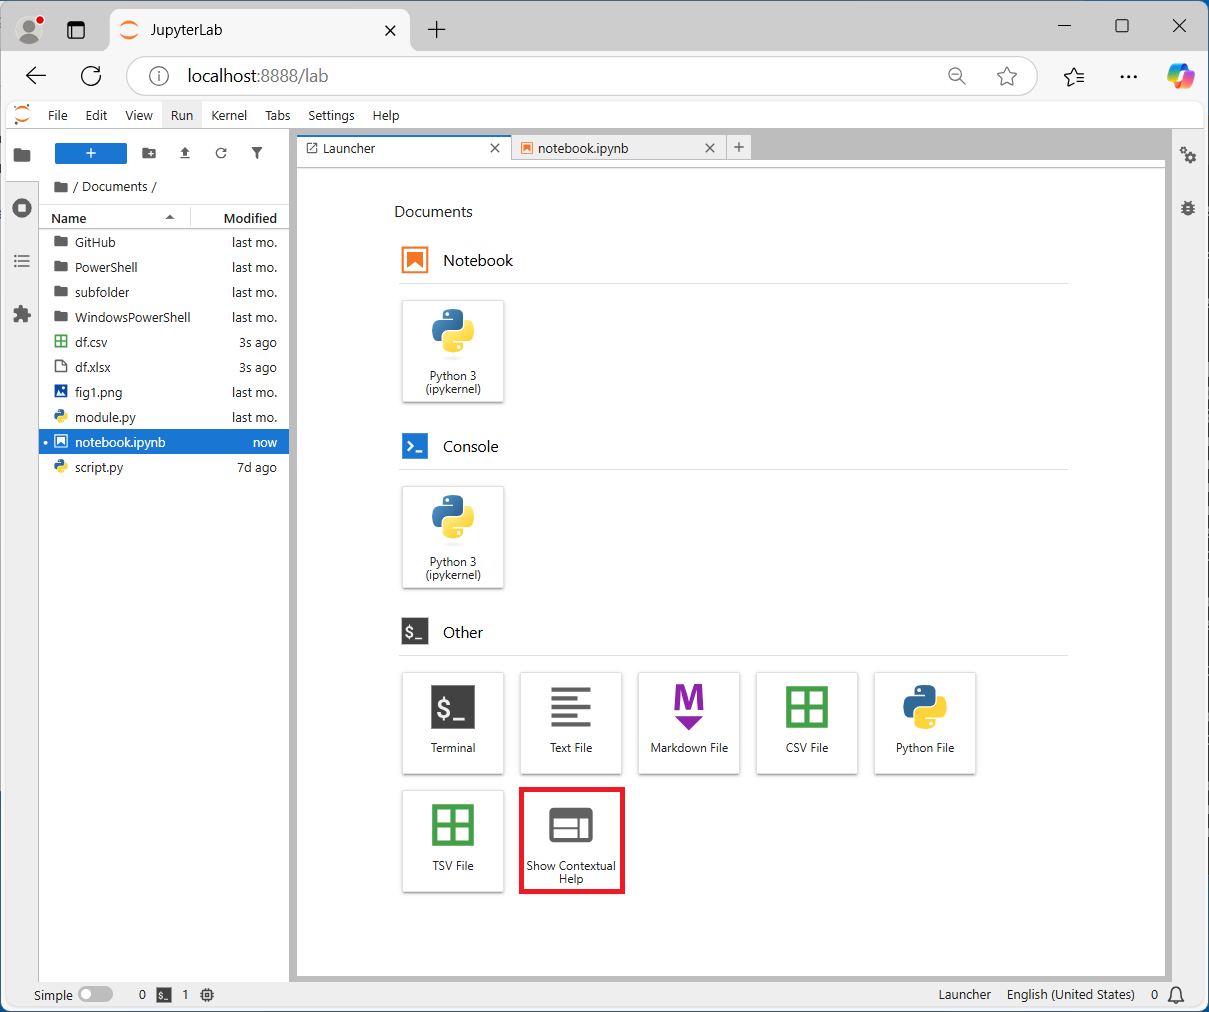 JupyterLab
localhost:8888/lab
File Edit View Run Kernel Tabs Settings Help
+
Launcher
notebook.ipynb
+
/ Documents /
Name Modified
GitHub last mo.
PowerShell last mo.
subfolder last mo.
WindowsPowerShell last mo.
df.csv 3s ago
df.xlsx 3s ago
fig1.png last mo.
module.py last mo.
notebook.ipynb now
script.py 7d ago
Documents
Notebook
Python 3
(ipykernel)
Console
Python 3
(ipykernel)
$_ Other
$_
M
Terminal
Text File
Markdown File
CSV File
Python File
TSV File
Show Contextual
Help
Simple 0 $_ 1
Launcher English (United States) 0